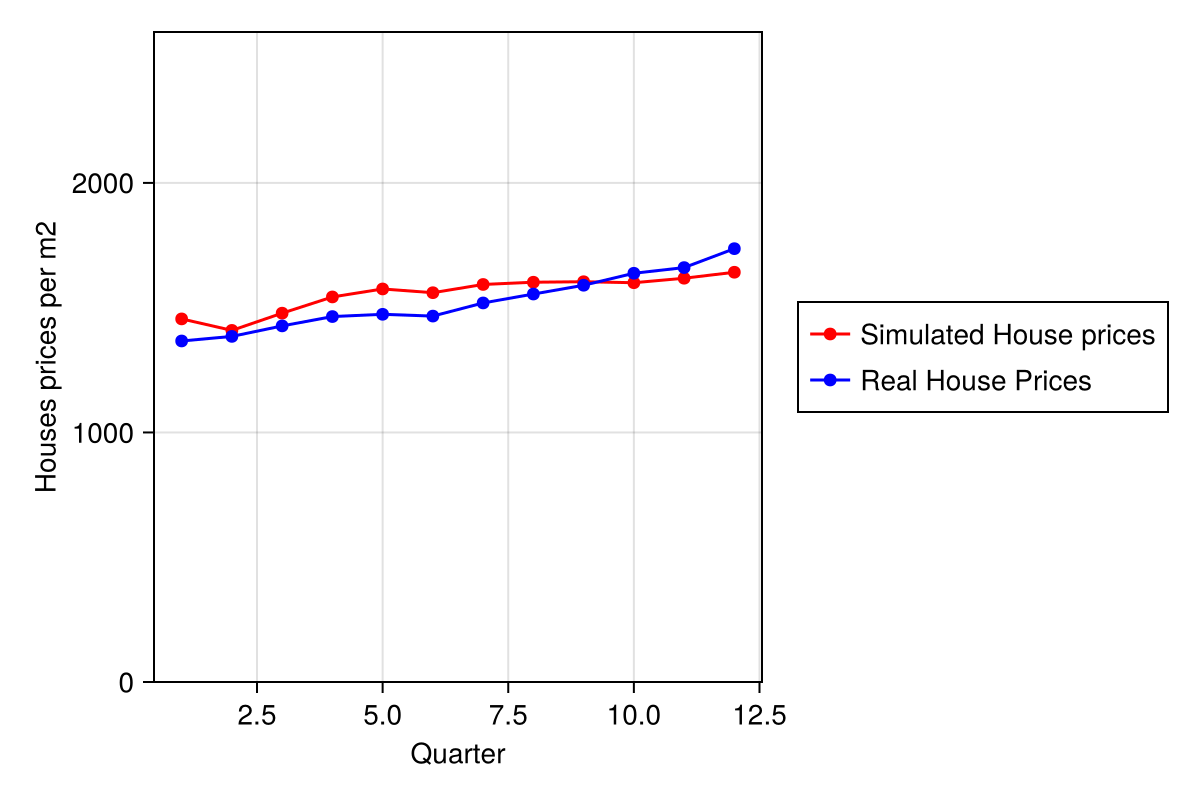 Houses prices per m2
2000
1000
0
2.5 5.0 7.5 10.0 12.5
Quarter
Simulated House prices
Real House Prices